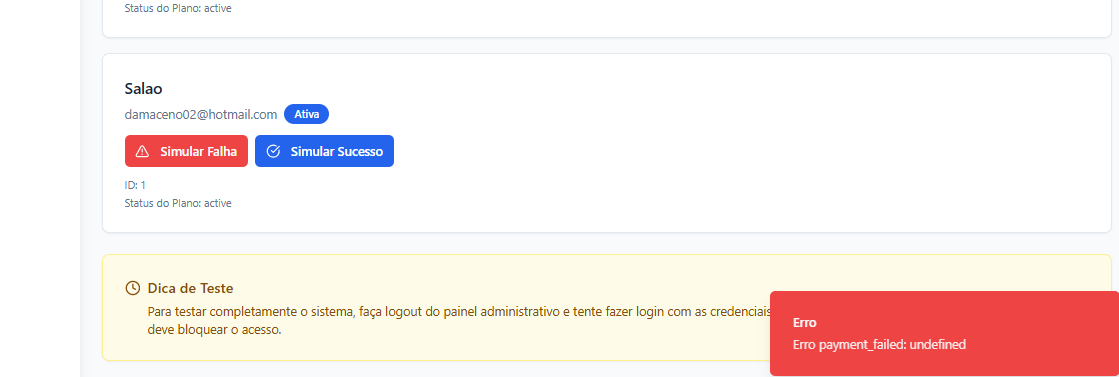 Status do Plano: active
Salao
damaceno02@hotmail.com Ativa
Simular Falha Simular Sucesso
ID: 1
Status do Plano: active
Dica de Teste
Para testar completamente o sistema, faça logout do painel administrativo e tente fazer login com as credenciais
deve bloquear o acesso.
Erro
Erro payment_failed: undefined